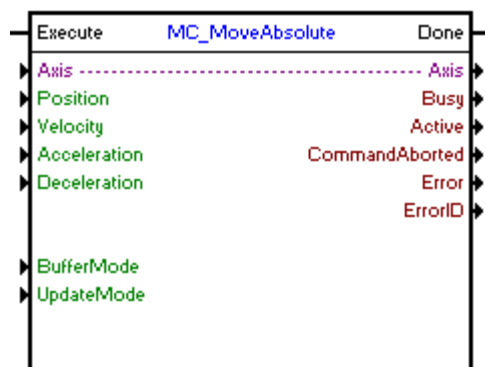 Execute MC_MoveAbsolute Done
Axis Axis
Position Busy
Velocity Active
Acceleration CommandAborted
Deceleration Error
ErrorID
BufferMode
UpdateMode